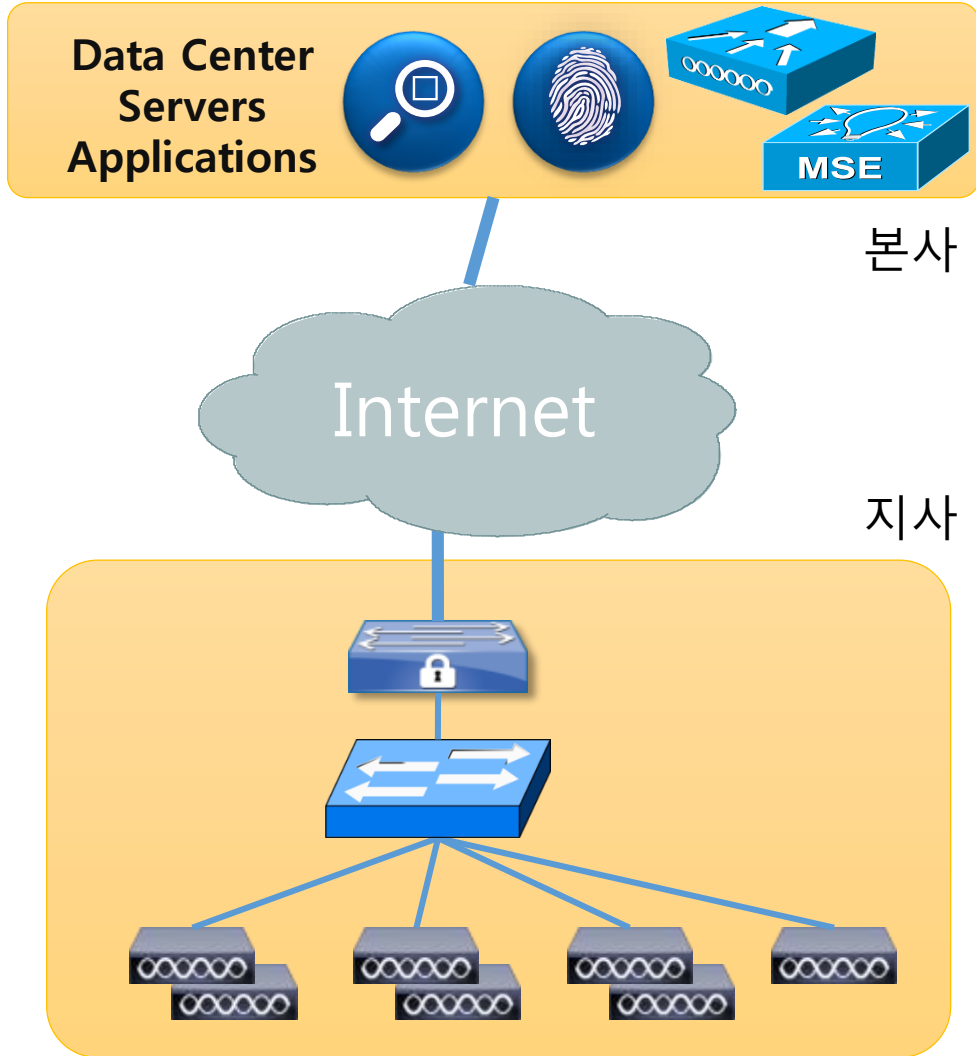 Data Center
Servers
Applications
MSE
본사
Internet
지사